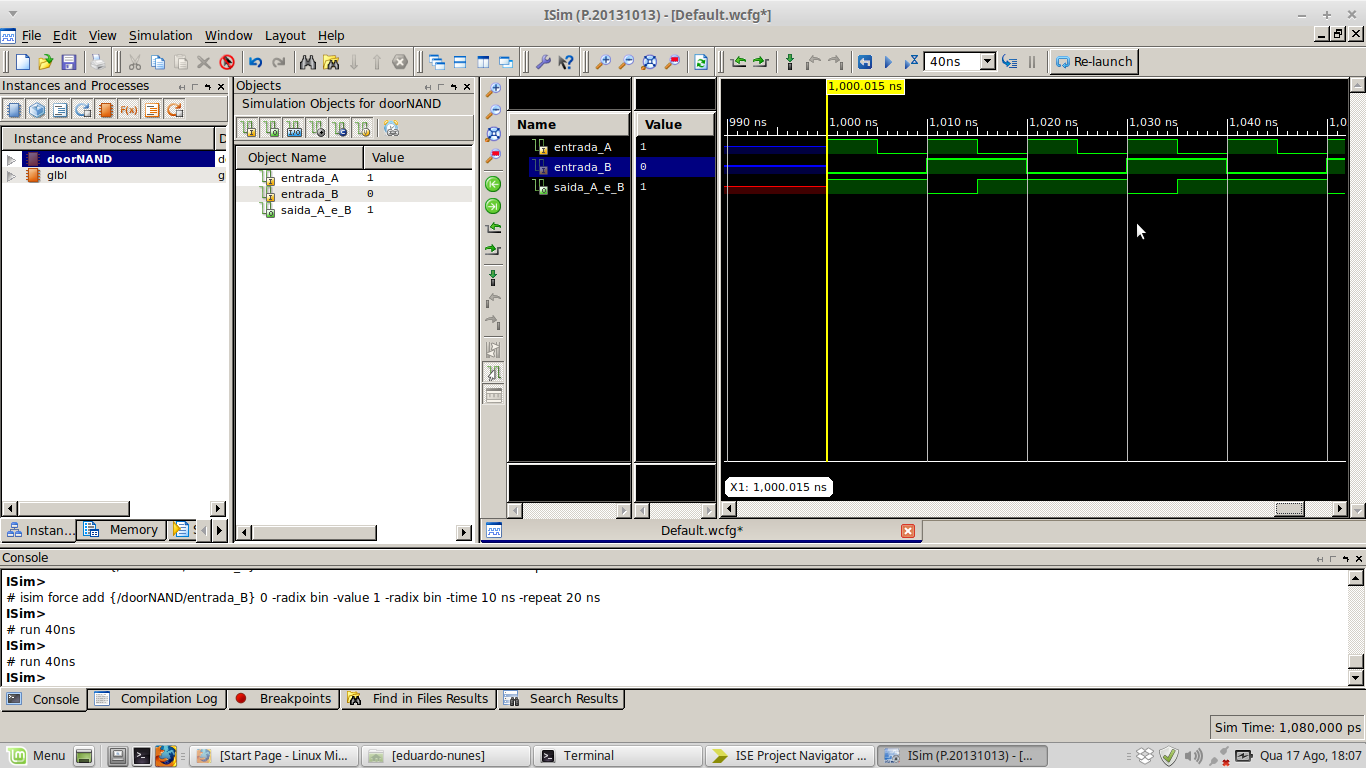 ISim (P.20131013) - [Default.wcfg*]
File Edit View Simulation Window Layout Help
40ns
Re-launch
Instances and Processes
Instance and Process Name
doorNAND
glbl
Instan...
Memory
Objects
Simulation Objects for doorNAND
Object Name Value
entrada_A 1
entrada_B 0
saida_A_e_B 1
Name Value
entrada_A 1
entrada_B 0
saida_A_e_B 1
1,000.015 ns
990 ns 1,000 ns 1,010 ns 1,020 ns 1,030 ns 1,040 ns 1,0
X1: 1,000.015 ns
Default.wcfg*
Console
ISim>
# isim force add {/doorNAND/entrada_B} 0 -radix bin -value 1 -radix bin -time 10 ns -repeat 20 ns
ISim>
# run 40ns
ISim>
# run 40ns
ISim>
Console Compilation Log Breakpoints Find in Files Results Search Results
Sim Time: 1,080,000 ps
Menu [Start Page - Linux Mi... [eduardo-nunes] Terminal ISE Project Navigator ... ISim (P.20131013) - [... Qua 17 Ago, 18:07